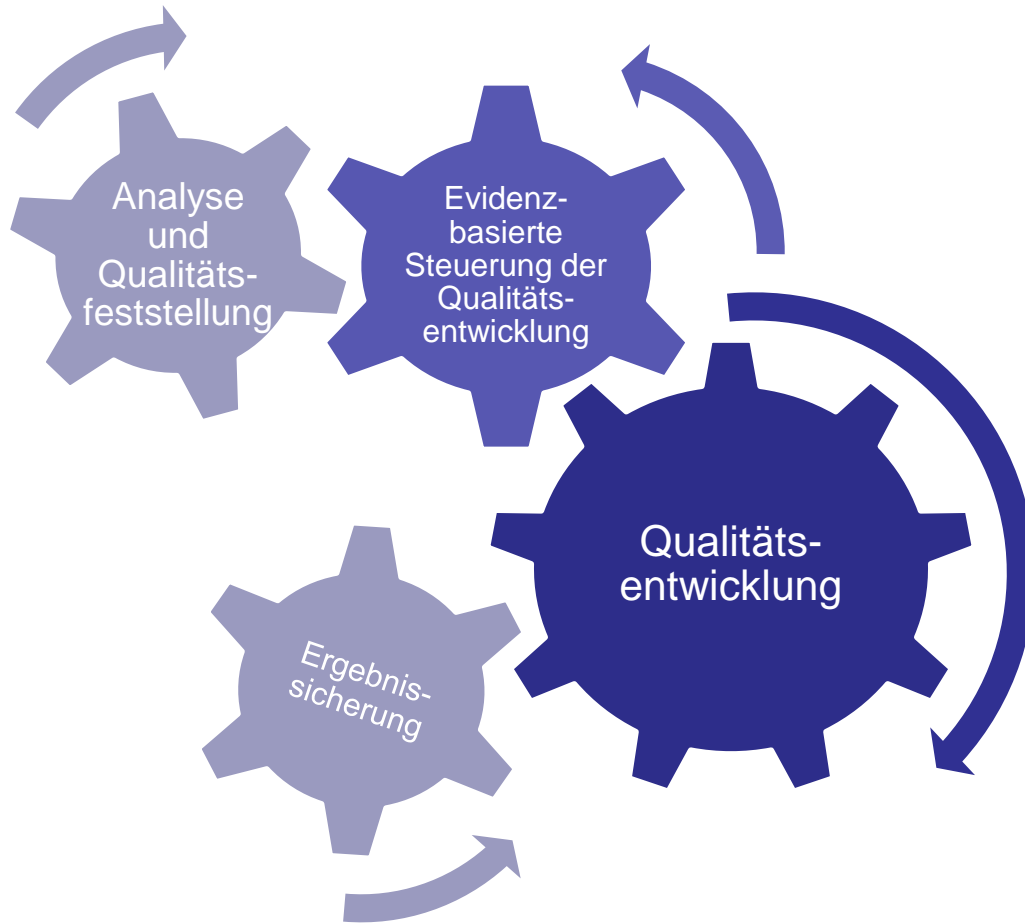 Analyse
und
Qualitäts-
feststellung
Evidenz-
basierte
Steuerung der
Qualitäts-
entwicklung
Qualitäts-
entwicklung
Ergebnis-
sicherung